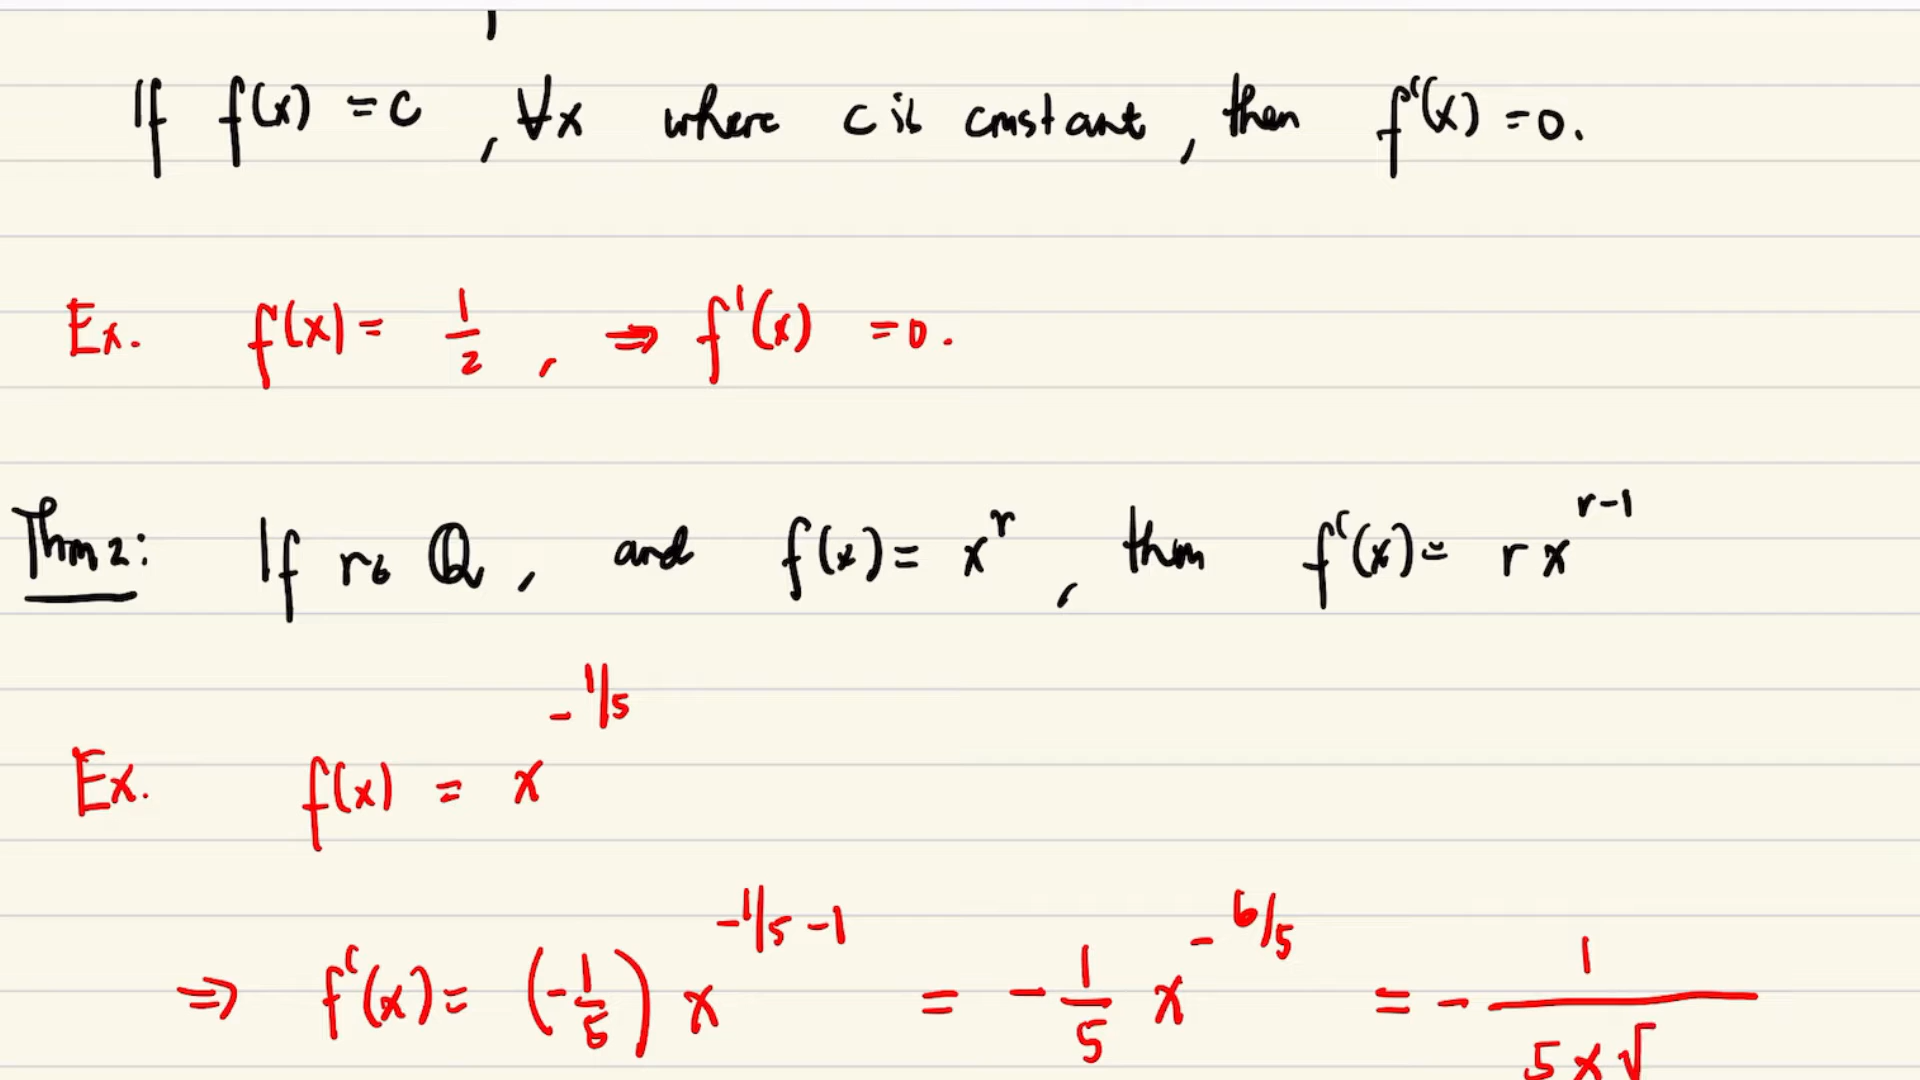 If f(x) = c , ∀x where c is constant , then f'(x) = 0.
Ex. f(x) = 1/2 , ⇒ f'(x) = 0.
Thm 2: If r ∈ ℚ , and f(x) = x^r , then f'(x) = r x^(r-1)
Ex. f(x) = x^(-1/5)
⇒ f'(x) = (-1/5) x^(-1/5 -1) = - 1/5 x^(-6/5) = - 1/(5x√